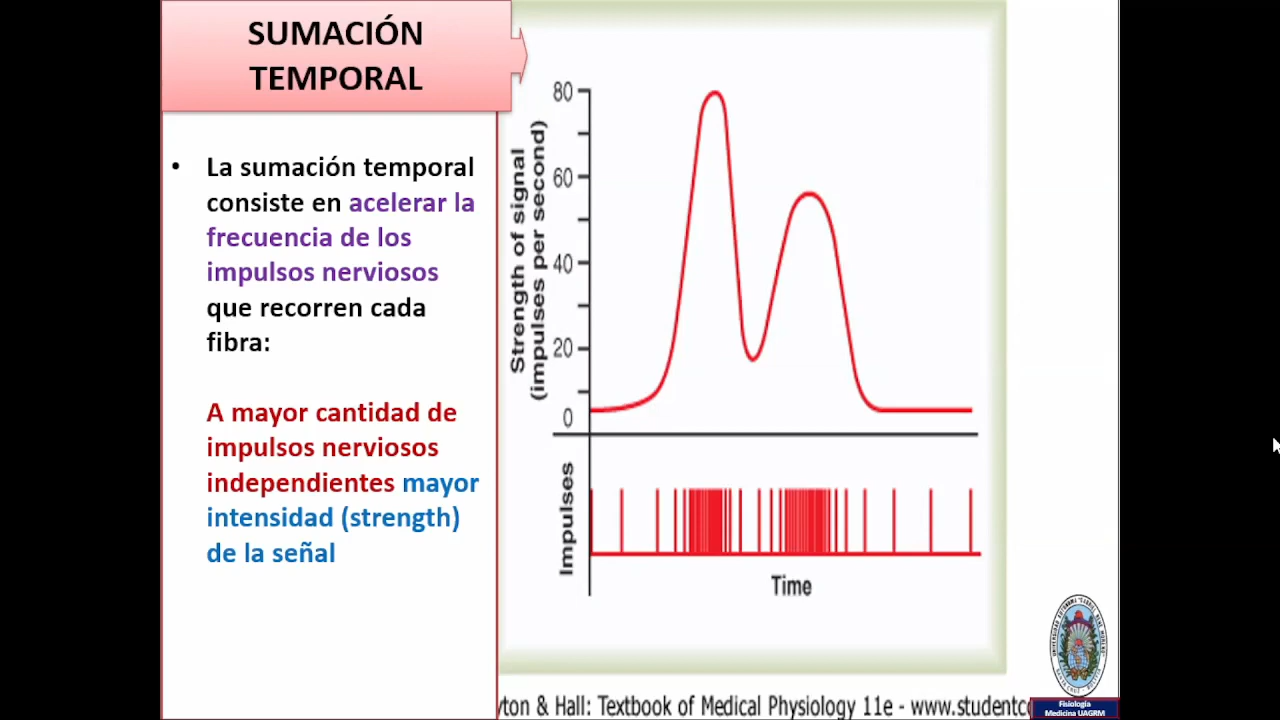 SUMACIÓN
TEMPORAL
• La sumación temporal
consiste en acelerar la
frecuencia de los
impulsos nerviosos
que recorren cada
fibra:
A mayor cantidad de
impulsos nerviosos
independientes mayor
intensidad (strength)
de la señal
Strength of signal
(impulses per second)
80
60
40
20
0
Impulses
Time
yton & Hall: Textbook of Medical Physiology 11e - www.studentco
Fisiología
Medicina UAGRM